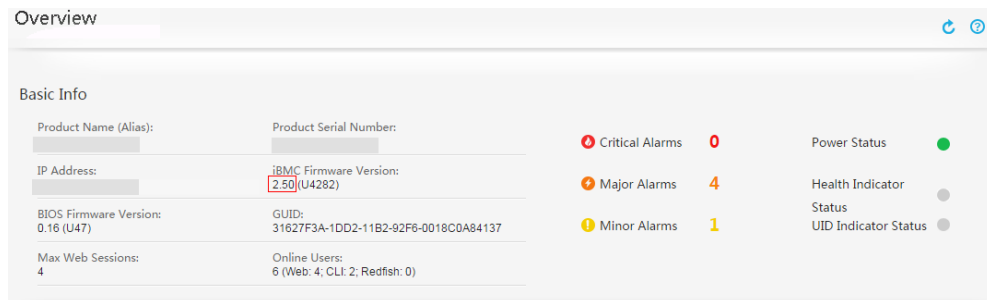 Overview
Basic Info
Product Name (Alias):
Product Serial Number:
IP Address:
iBMC Firmware Version:
2.50 (U4282)
BIOS Firmware Version:
0.16 (U47)
GUID:
31627F3A-1DD2-11B2-92F6-0018C0A84137
Max Web Sessions:
4
Online Users:
6 (Web: 4; CLI: 2; Redfish: 0)
Critical Alarms 0
Major Alarms 4
Minor Alarms 1
Power Status
Health Indicator
Status
UID Indicator Status